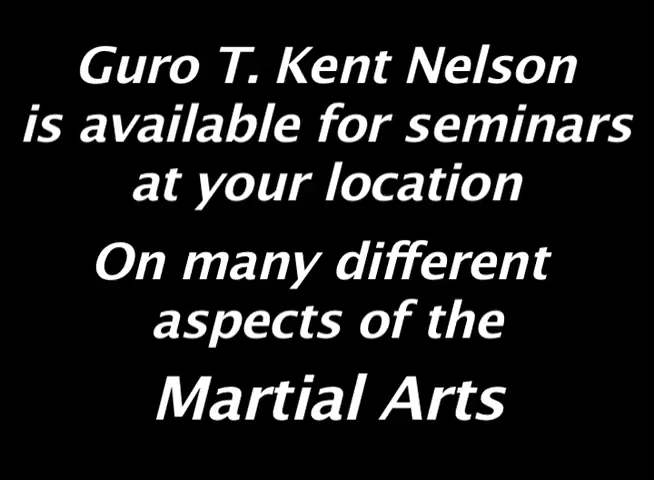 Guro T. Kent Nelson
is available for seminars
at your location
On many different
aspects of the
Martial Arts